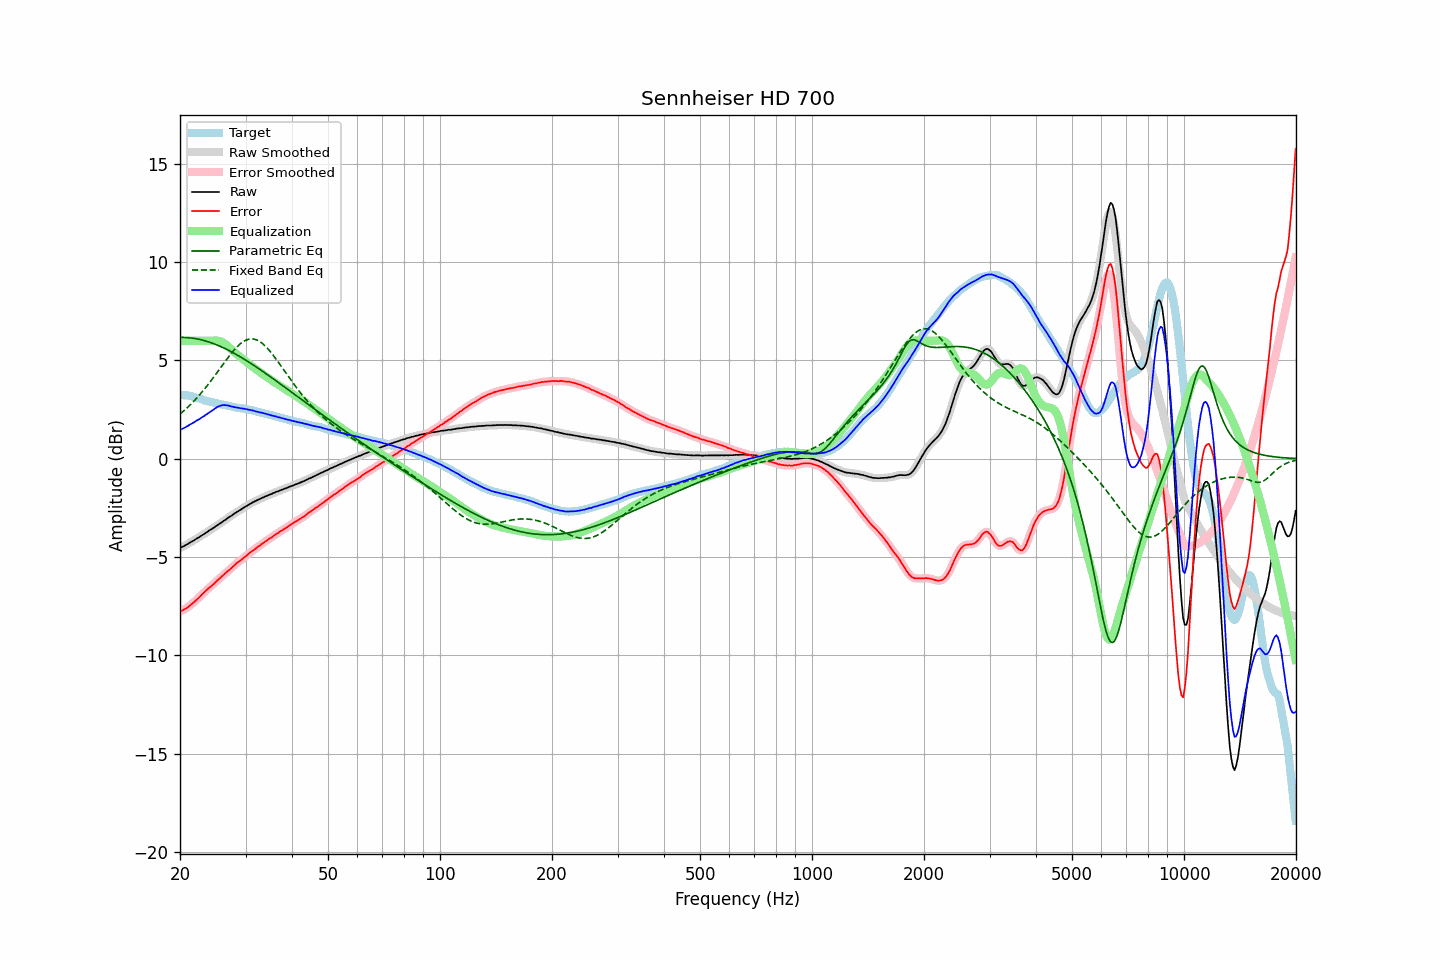 Sennheiser HD 700
Target
Raw Smoothed
Error Smoothed
Raw
Error
Equalization
Parametric Eq
Fixed Band Eq
Equalized
15
10
5
0
−5
−10
−15
−20
Amplitude (dBr)
20 50 100 200 500 1000 2000 5000 10000 20000
Frequency (Hz)